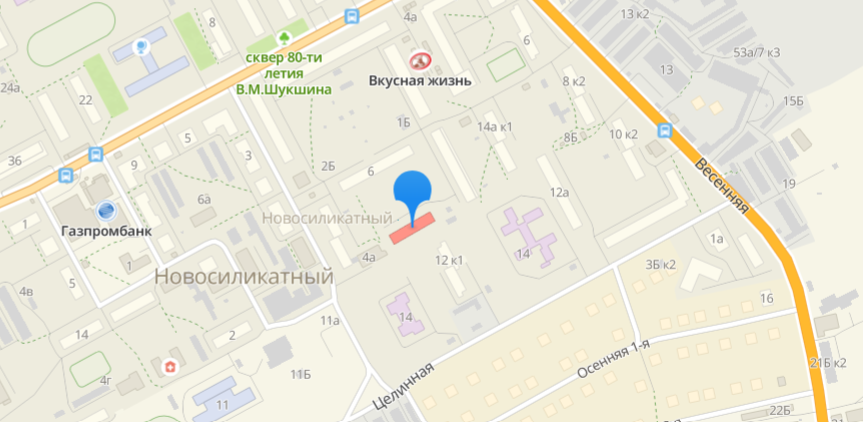 13 к2
4а
8
6
53а/7 к3
сквер 80-ти
летия
В.М.Шукшина
13
Вкусная жизнь
8 к2
24а
22
15Б
1Б
14а к1
5
8Б
10 к2
36
3
9
2Б
6
Весенняя
19
12а
6а
Новосиликатный
1
Газпромбанк
1а
14
4а
12 к1
1
3Б к2
Новосиликатный
5
4в
16
14
11а
2
14
Осенняя 1-я
21Б к2
4г
11Б
Целинная
11
22Б